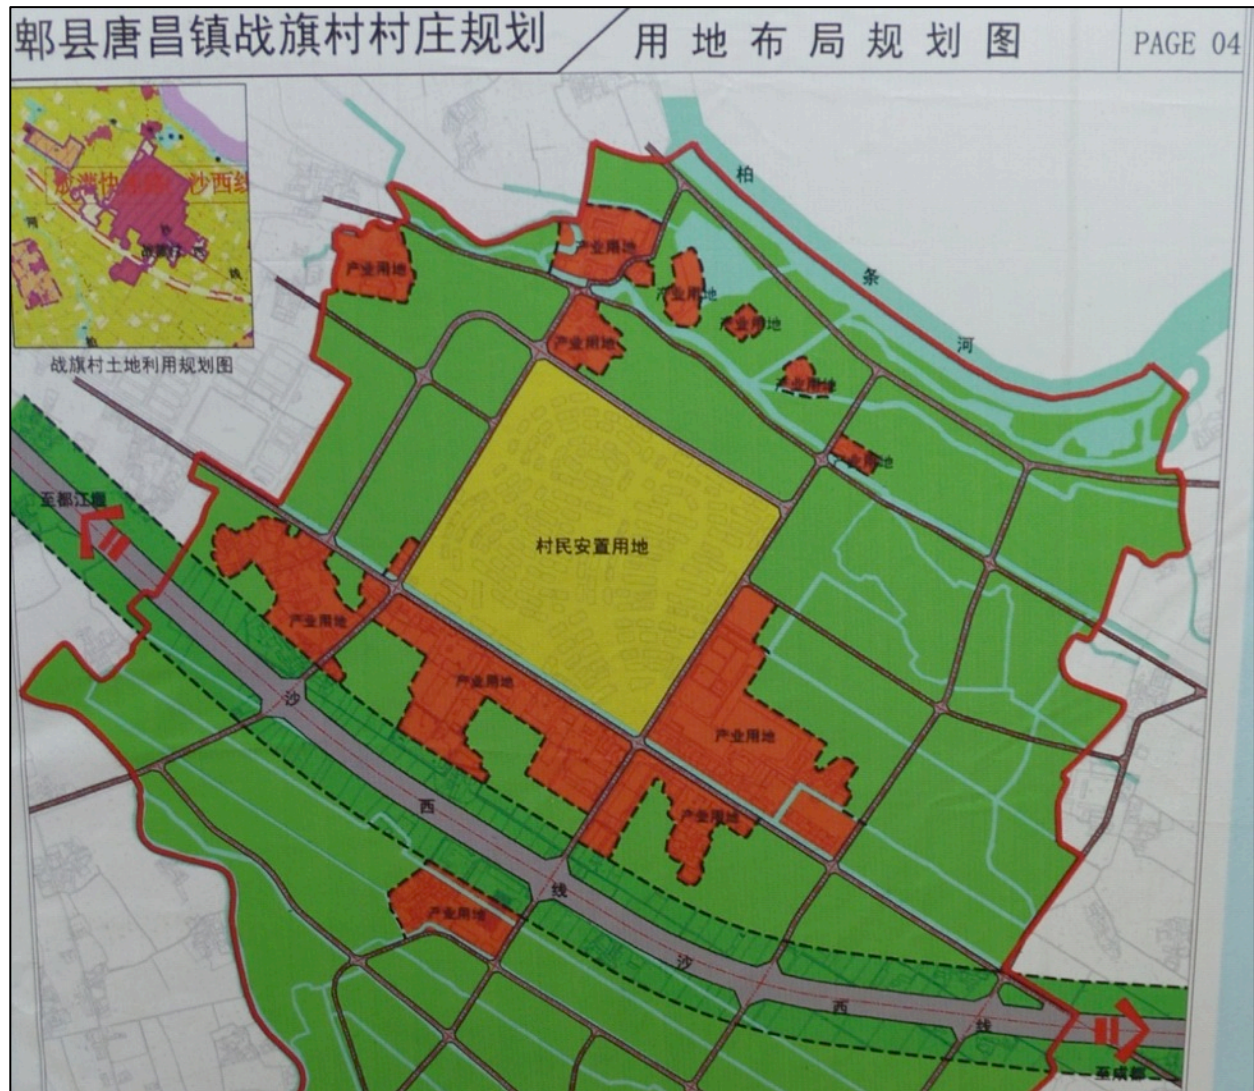 郫县唐昌镇战旗村村庄规划
用地布局规划图
PAGE 04
沙西线
战旗村土地利用规划图
柏
条
河
产业用地
产业用地
产业用地
产业用地
产业用地
产业用地
产业用地
至都江堰
村民安置用地
产业用地
产业用地
产业用地
产业用地
产业用地
沙
西
线
沙
西
线
至成都